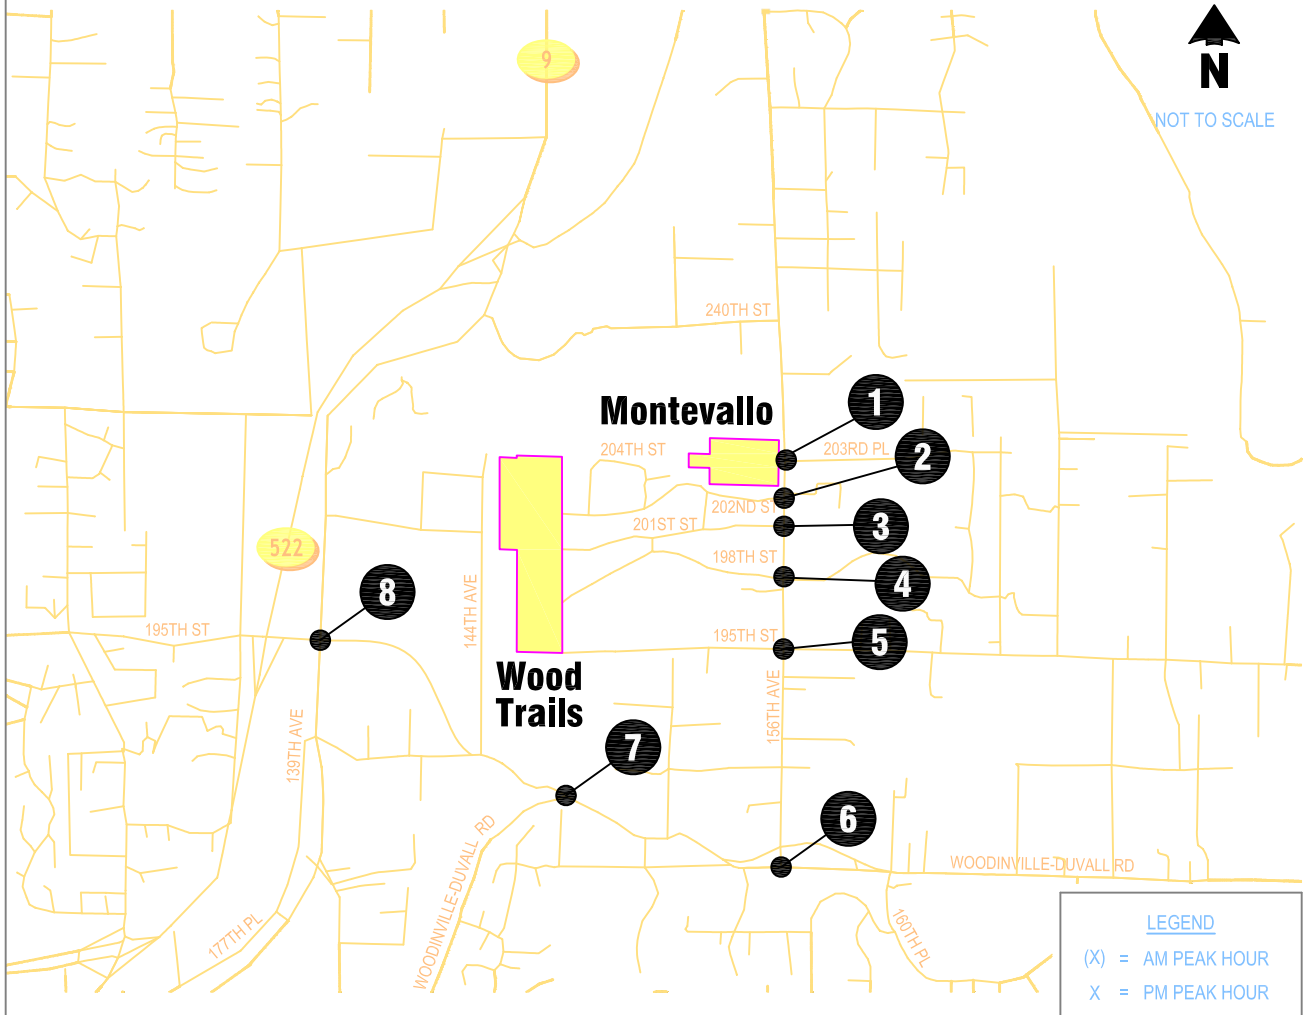 9
N
NOT TO SCALE
240TH ST
Montevallo
1
204TH ST
203RD PL
2
202ND ST
201ST ST
3
522
198TH ST
4
8
144TH AVE
195TH ST
195TH ST
5
Wood
Trails
156TH AVE
139TH AVE
7
6
WOODINVILLE-DUVALL RD
WOODINVILLE-DUVALL RD
177TH PL
160TH PL
LEGEND
(X) = AM PEAK HOUR
X = PM PEAK HOUR